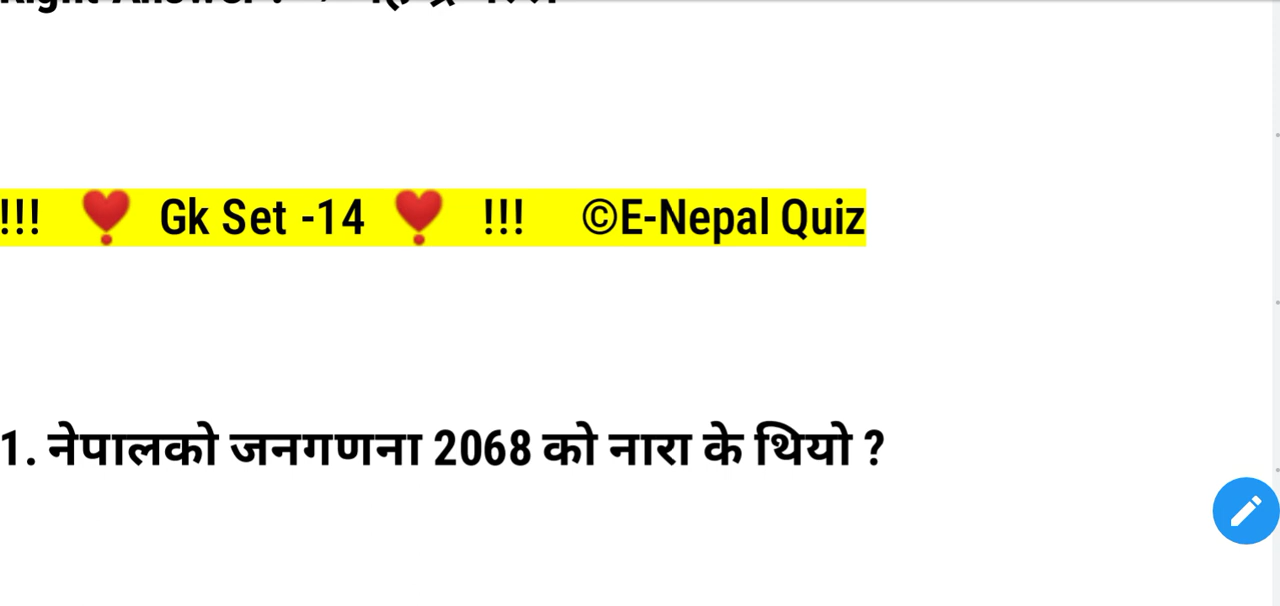 !!! ❣️ Gk Set -14 ❣️ !!! ©E-Nepal Quiz
1. नेपालको जनगणना 2068 को नारा के थियो ?